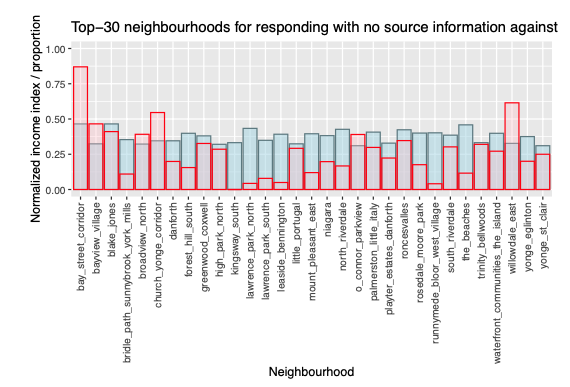 Top−30 neighbourhoods for responding with no source information against
Normalized income index / proportion
1.00
0.75
0.50
0.25
0.00
bay_street_corridor
bayview_village
blake_jones
bridle_path_sunnybrook_york_mills
broadview_north
church_yonge_corridor
danforth
forest_hill_south
greenwood_coxwell
high_park_north
kingsway_south
lawrence_park_north
lawrence_park_south
leaside_bennington
little_portugal
mount_pleasant_east
niagara
north_riverdale
o_connor_parkview
palmerston_little_italy
playter_estates_danforth
roncesvalles
rosedale_moore_park
runnymede_bloor_west_village
south_riverdale
the_beaches
trinity_bellwoods
waterfront_communities_the_island
willowdale_east
yonge_eglinton
yonge_st_clair
Neighbourhood